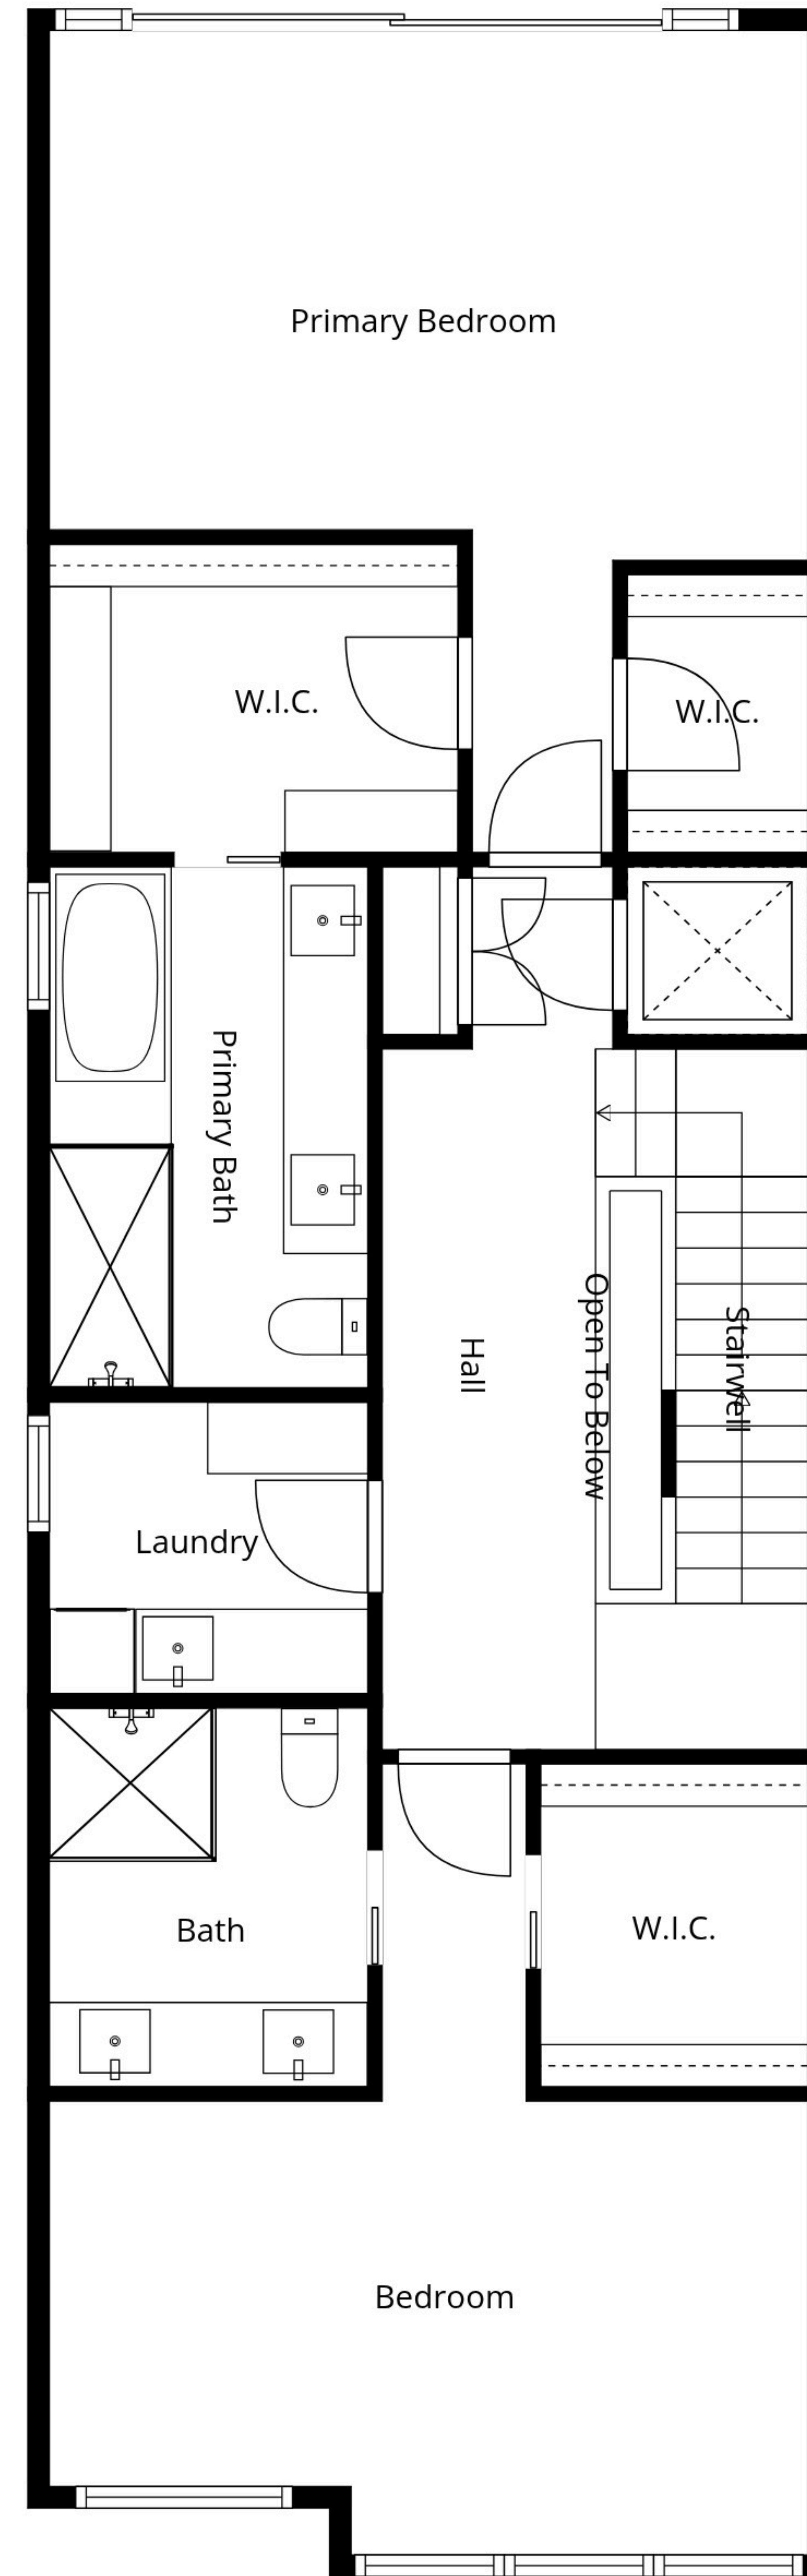 Primary Bedroom
W.I.C.
W.I.C.
Primary Bath
Hall
Open To Below
Stairwell
Laundry
Bath
W.I.C.
Bedroom